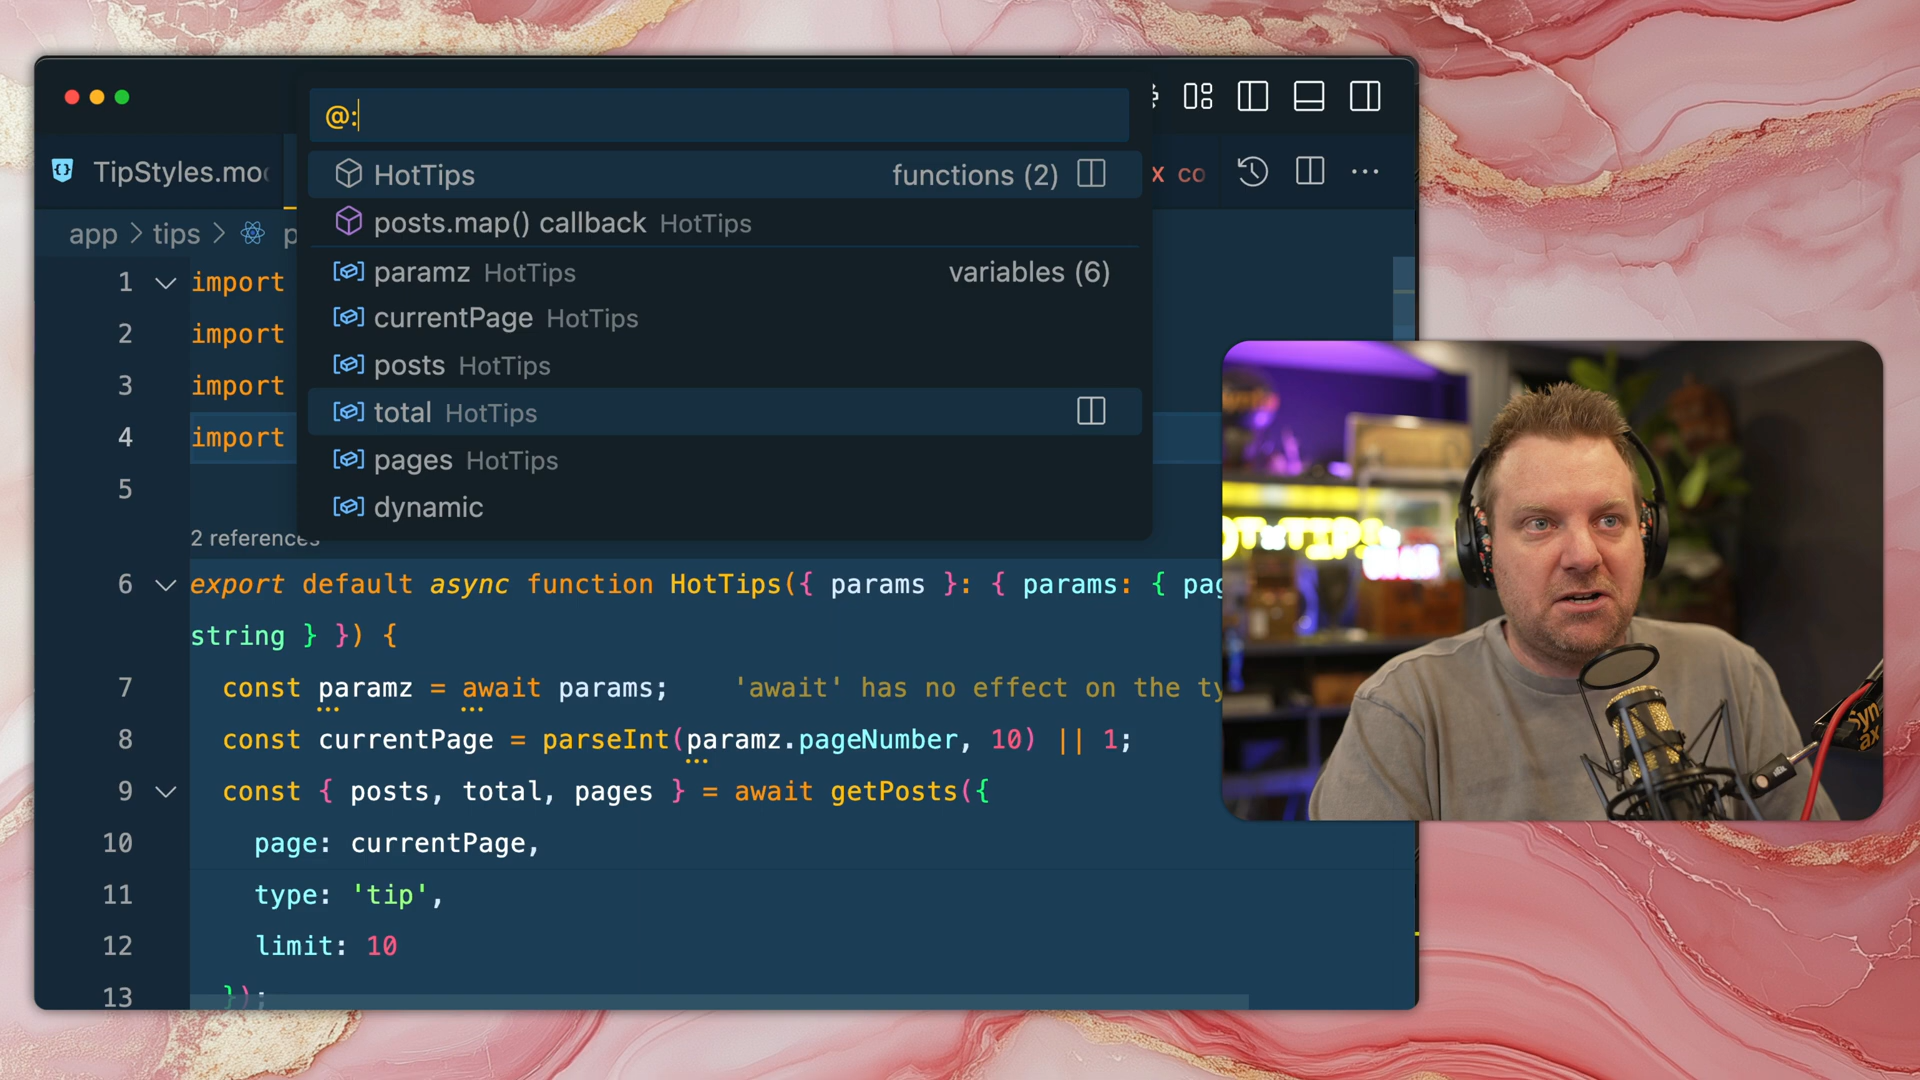 @:
TipStyles.mo
HotTips functions (2)
x co
posts.map() callback HotTips
app > tips >
paramz HotTips variables (6)
currentPage HotTips
posts HotTips
total HotTips
pages HotTips
dynamic
1 import
2 import
3 import
4 import
5
2 references
6 export default async function HotTips({ params }: { params: { pag
string } }) {
7 const paramz = await params; 'await' has no effect on the ty
8 const currentPage = parseInt(paramz.pageNumber, 10) || 1;
9 const { posts, total, pages } = await getPosts({
10 page: currentPage,
11 type: 'tip',
12 limit: 10
13 });
Syn
ax